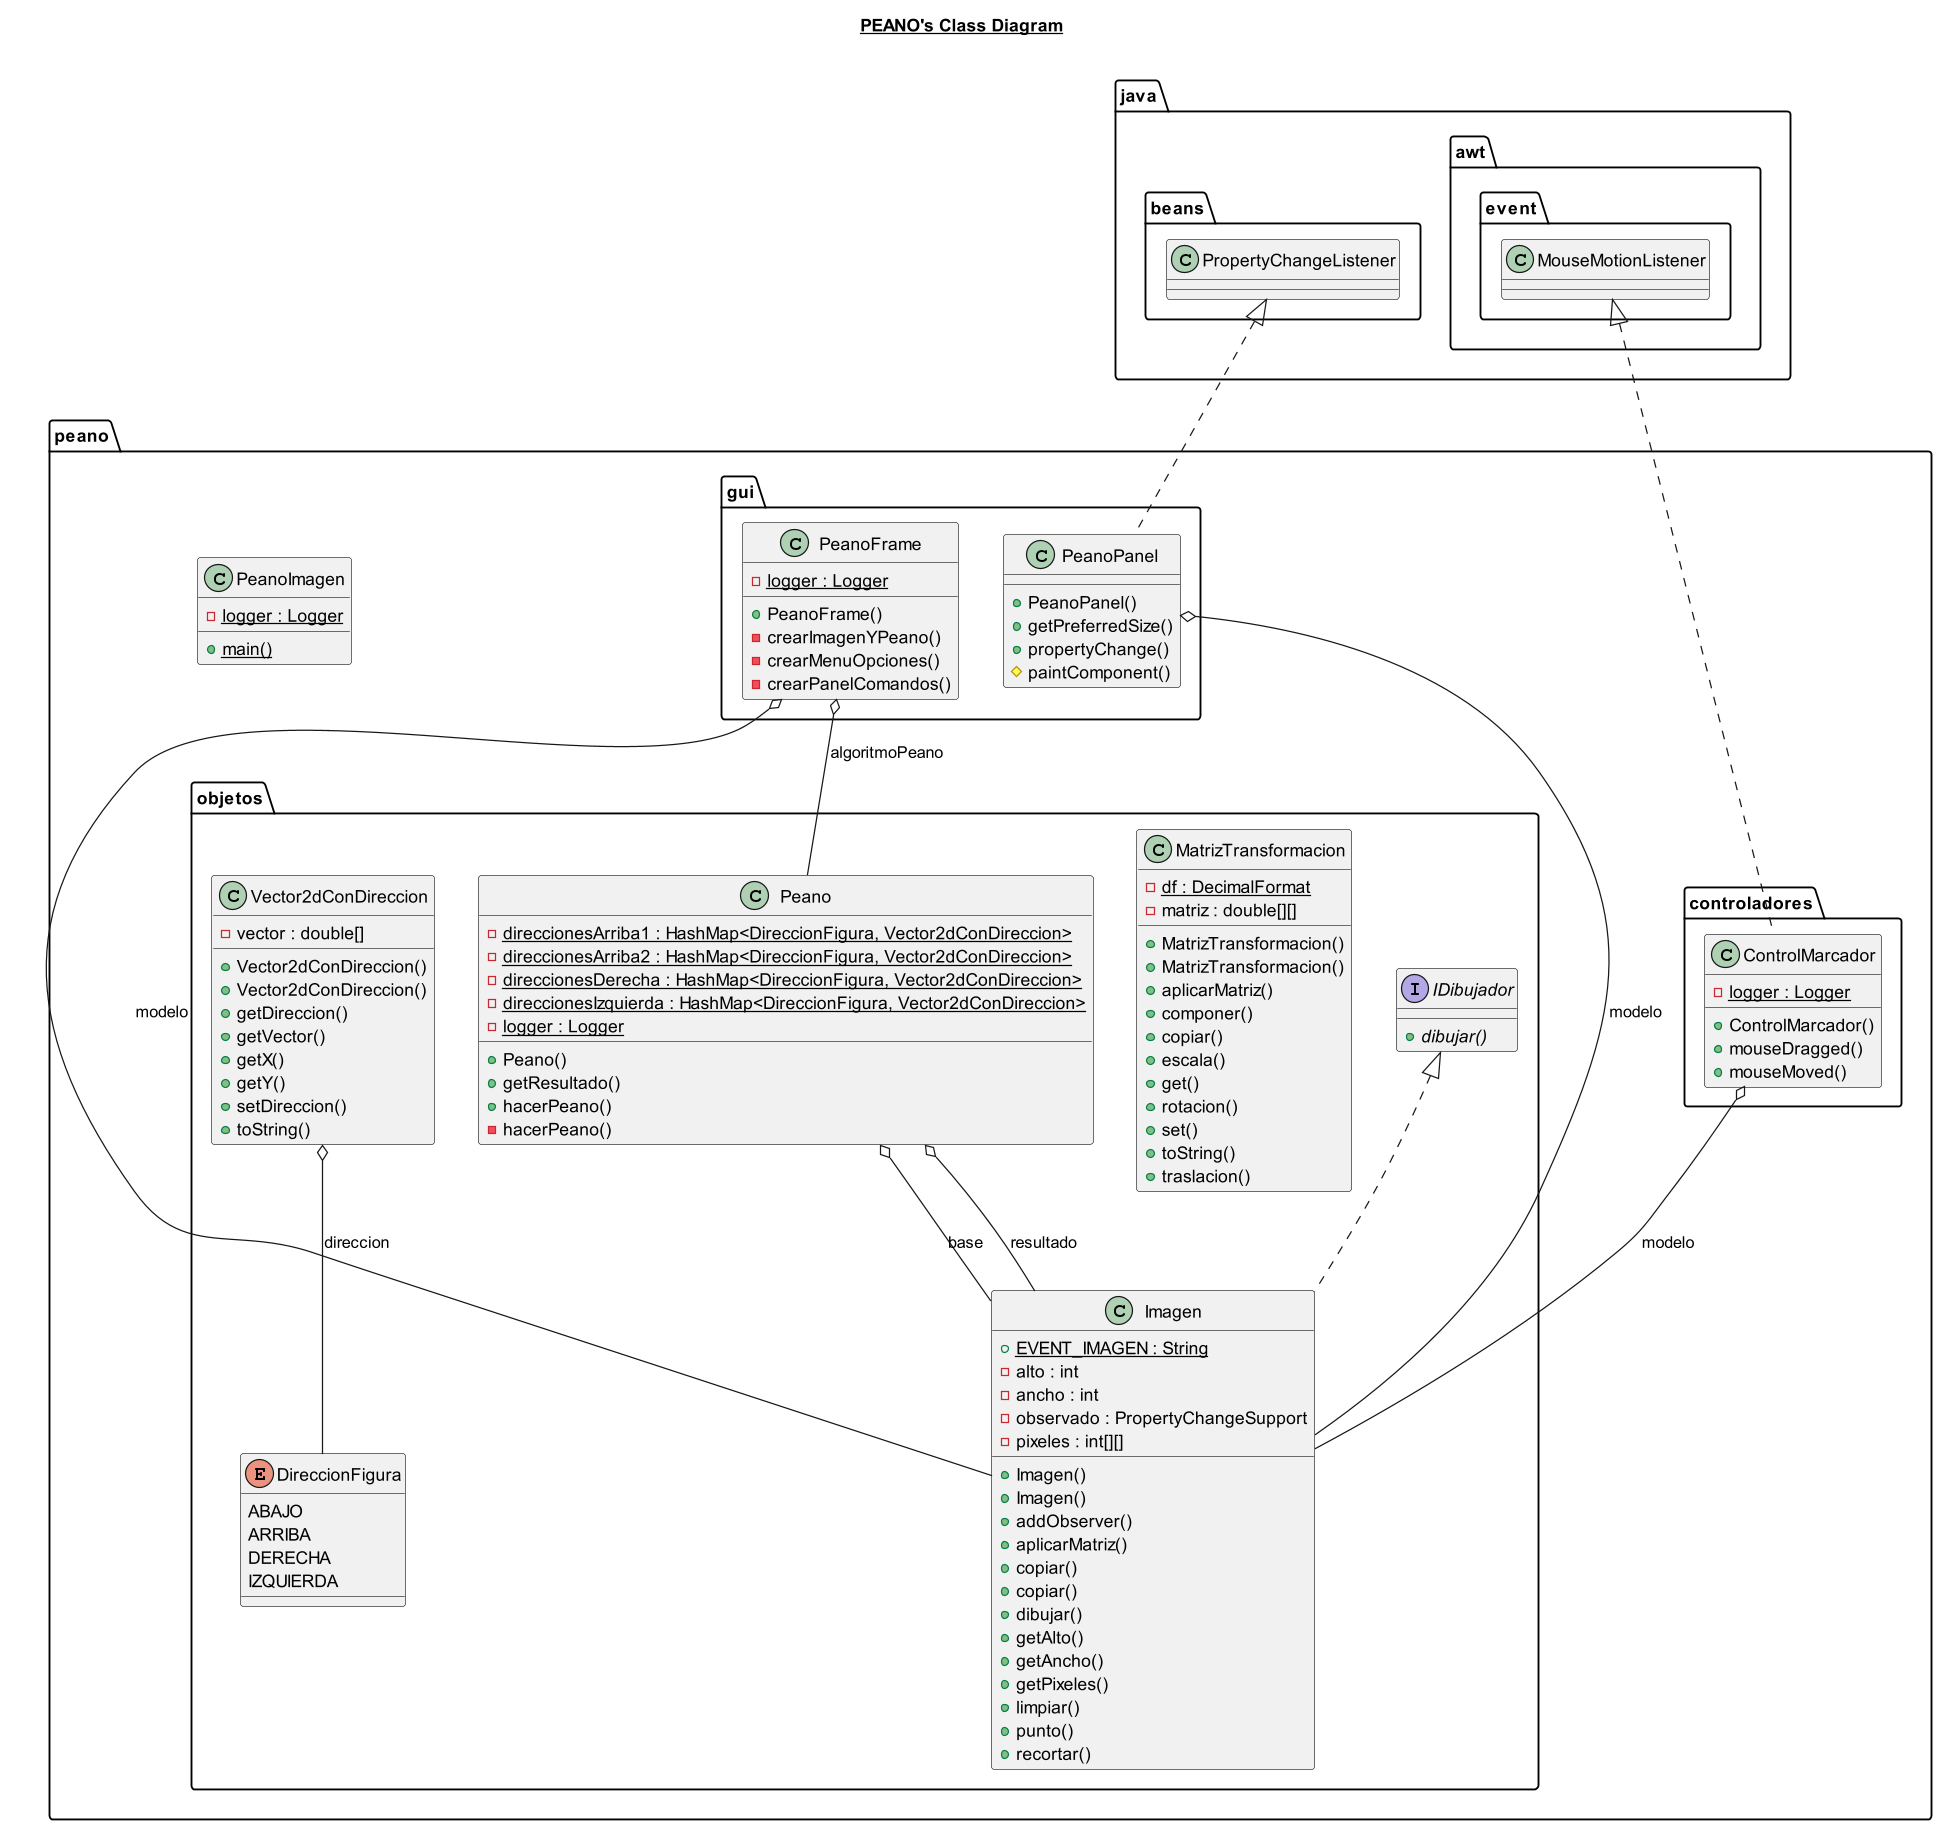 PEANO's Class Diagram
java
awt
beans
event
PropertyChangeListener
MouseMotionListener
peano
gui
PeanoImagen
logger : Logger
main()
PeanoFrame
logger : Logger
PeanoFrame()
crearImagenYPeano()
crearMenuOpciones()
crearPanelComandos()
PeanoPanel
PeanoPanel()
getPreferredSize()
propertyChange()
paintComponent()
algoritmoPeano
objetos
Vector2dConDireccion
vector : double[]
Vector2dConDireccion()
Vector2dConDireccion()
getDireccion()
getVector()
getX()
getY()
setDireccion()
toString()
Peano
direccionesArriba1 : HashMap<DireccionFigura, Vector2dConDireccion>
direccionesArriba2 : HashMap<DireccionFigura, Vector2dConDireccion>
direccionesDerecha : HashMap<DireccionFigura, Vector2dConDireccion>
direccionesIzquierda : HashMap<DireccionFigura, Vector2dConDireccion>
logger : Logger
Peano()
getResultado()
hacerPeano()
hacerPeano()
MatrizTransformacion
df : DecimalFormat
matriz : double[][]
MatrizTransformacion()
MatrizTransformacion()
aplicarMatriz()
componer()
copiar()
escala()
get()
rotacion()
set()
toString()
traslacion()
IDibujador
dibujar()
controladores
ControlMarcador
logger : Logger
ControlMarcador()
mouseDragged()
mouseMoved()
modelo
modelo
direccion
base
resultado
modelo
Imagen
EVENT_IMAGEN : String
alto : int
ancho : int
observado : PropertyChangeSupport
pixeles : int[][]
Imagen()
Imagen()
addObserver()
aplicarMatriz()
copiar()
copiar()
dibujar()
getAlto()
getAncho()
getPixeles()
limpiar()
punto()
recortar()
DireccionFigura
ABAJO
ARRIBA
DERECHA
IZQUIERDA
C
C
C
C
C
C
C
C
I
C
C
E